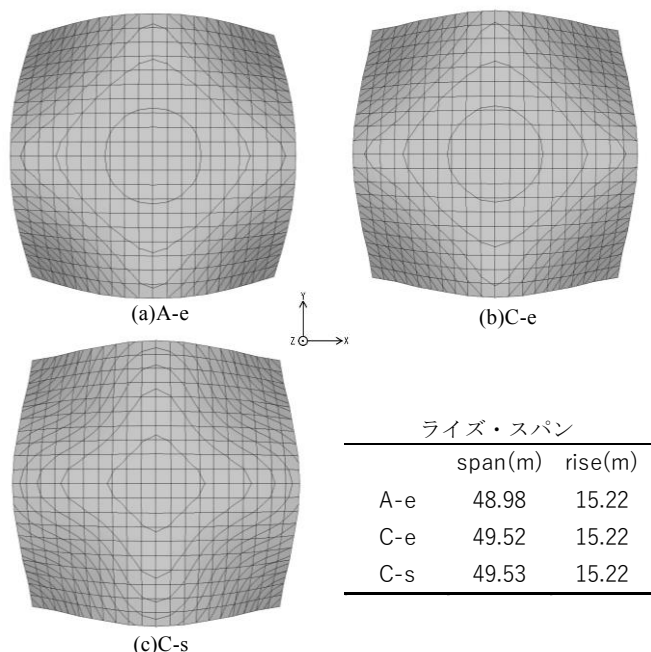 (a)A-e
(b)C-e
Y
Z
X
(c)C-s
ライズ・スパン
span(m) rise(m)
A-e 48.98 15.22
C-e 49.52 15.22
C-s 49.53 15.22